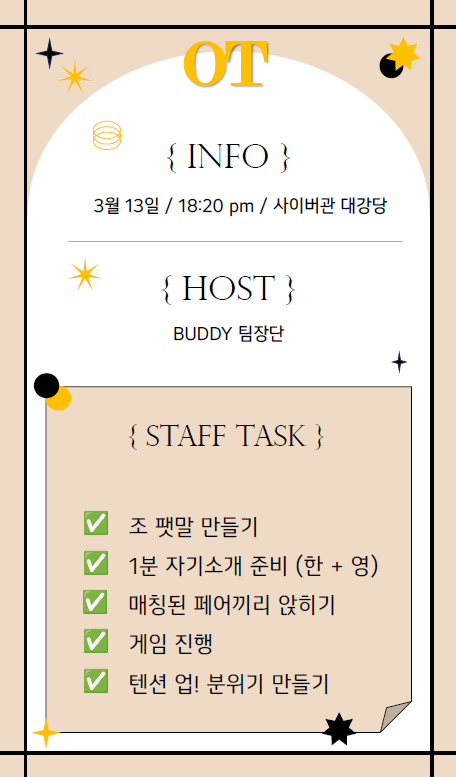 OT
{ INFO }
3월 13일 / 18:20 pm / 사이버관 대강당
{ HOST }
BUDDY 팀장단
{ STAFF TASK }
✅ 조 팻말 만들기
✅ 1분 자기소개 준비 (한 + 영)
✅ 매칭된 페어끼리 앉히기
✅ 게임 진행
✅ 텐션 업! 분위기 만들기